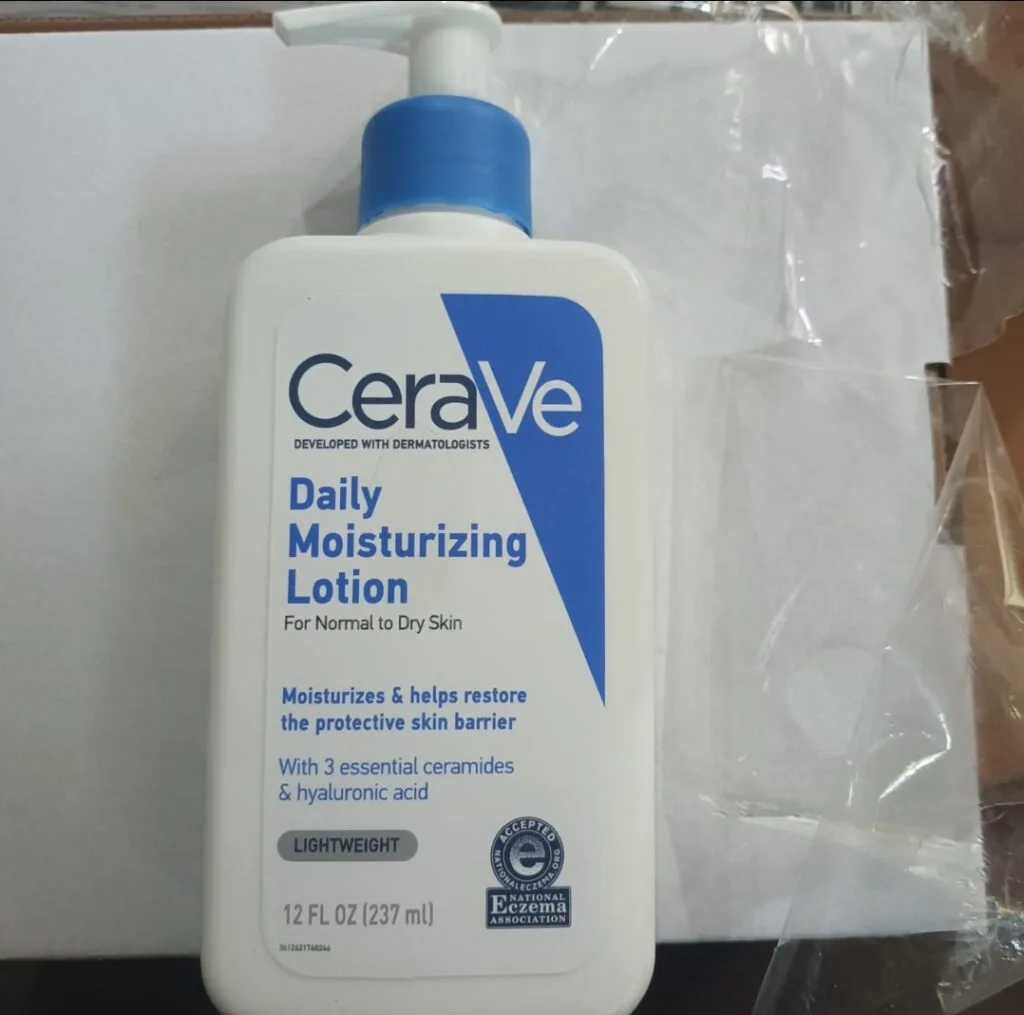 CeraVe
DEVELOPED WITH DERMATOLOGISTS
Daily
Moisturizing
Lotion
For Normal to Dry Skin
Moisturizes & helps restore
the protective skin barrier
With 3 essential ceramides
& hyaluronic acid
LIGHTWEIGHT
ACCEPTED
NATIONALECZEMA.ORG
e
NATIONAL
Eczema
ASSOCIATION
12 FL OZ (237 ml)